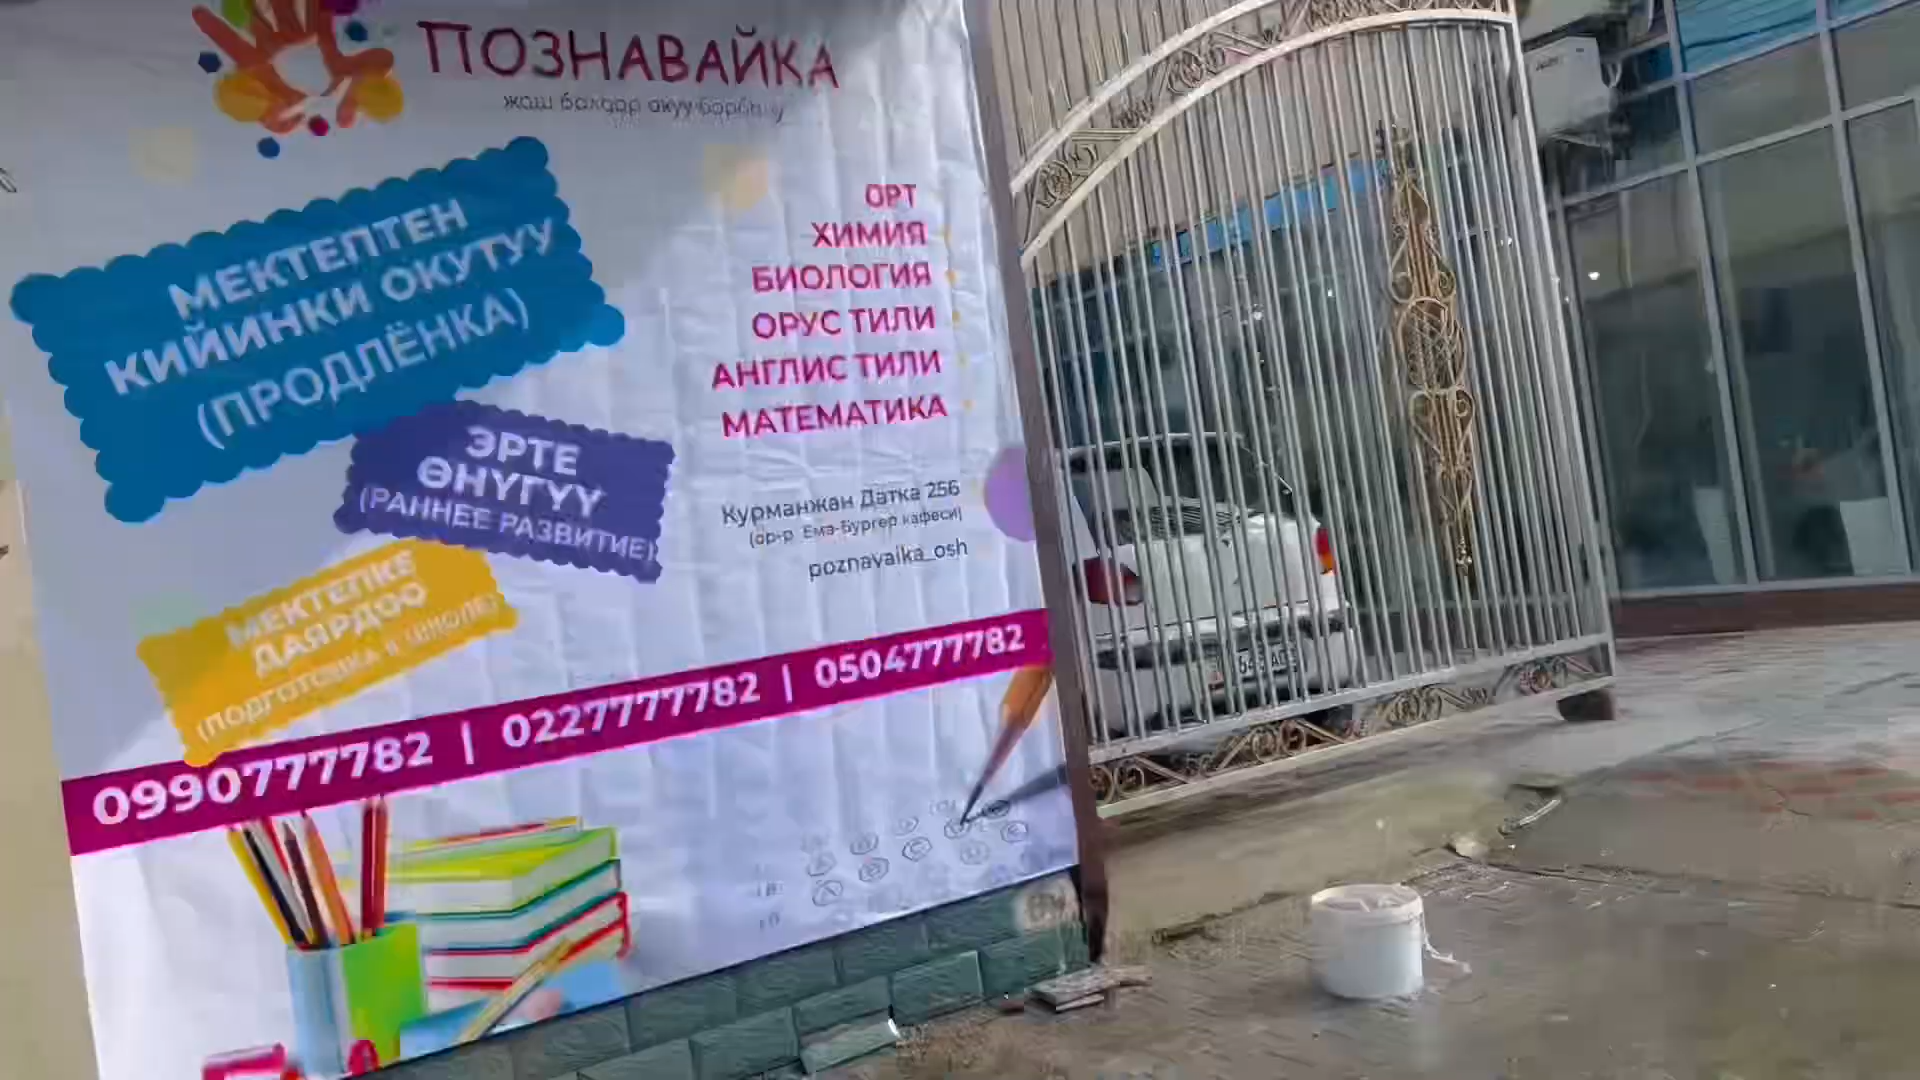 ПОЗНАВАЙКА
жаш балдар окуу борбору
МЕКТЕПТЕН
КИЙИНКИ ОКУТУУ
(ПРОДЛЁНКА)
ЭРТЕ
ӨНҮГҮҮ
(РАННЕЕ РАЗВИТИЕ)
МЕКТЕПКЕ
ДАЯРДОО
(ПОДГОТОВКА К ШКОЛЕ)
ОРТ
ХИМИЯ
БИОЛОГИЯ
ОРУС ТИЛИ
АНГЛИС ТИЛИ
МАТЕМАТИКА
Курманжан Датка 256
(ор-р. Ема-Бургер кафеси)
poznavaika_osh
0990777782 | 0227777782 | 0504777782